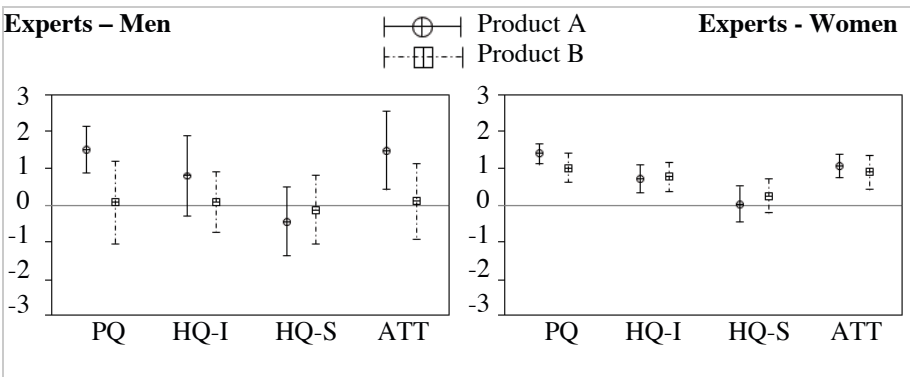 Experts – Men
Product A
Product B
Experts - Women
3
2
1
0
-1
-2
-3
PQ HQ-I HQ-S ATT
3
2
1
0
-1
-2
-3
PQ HQ-I HQ-S ATT